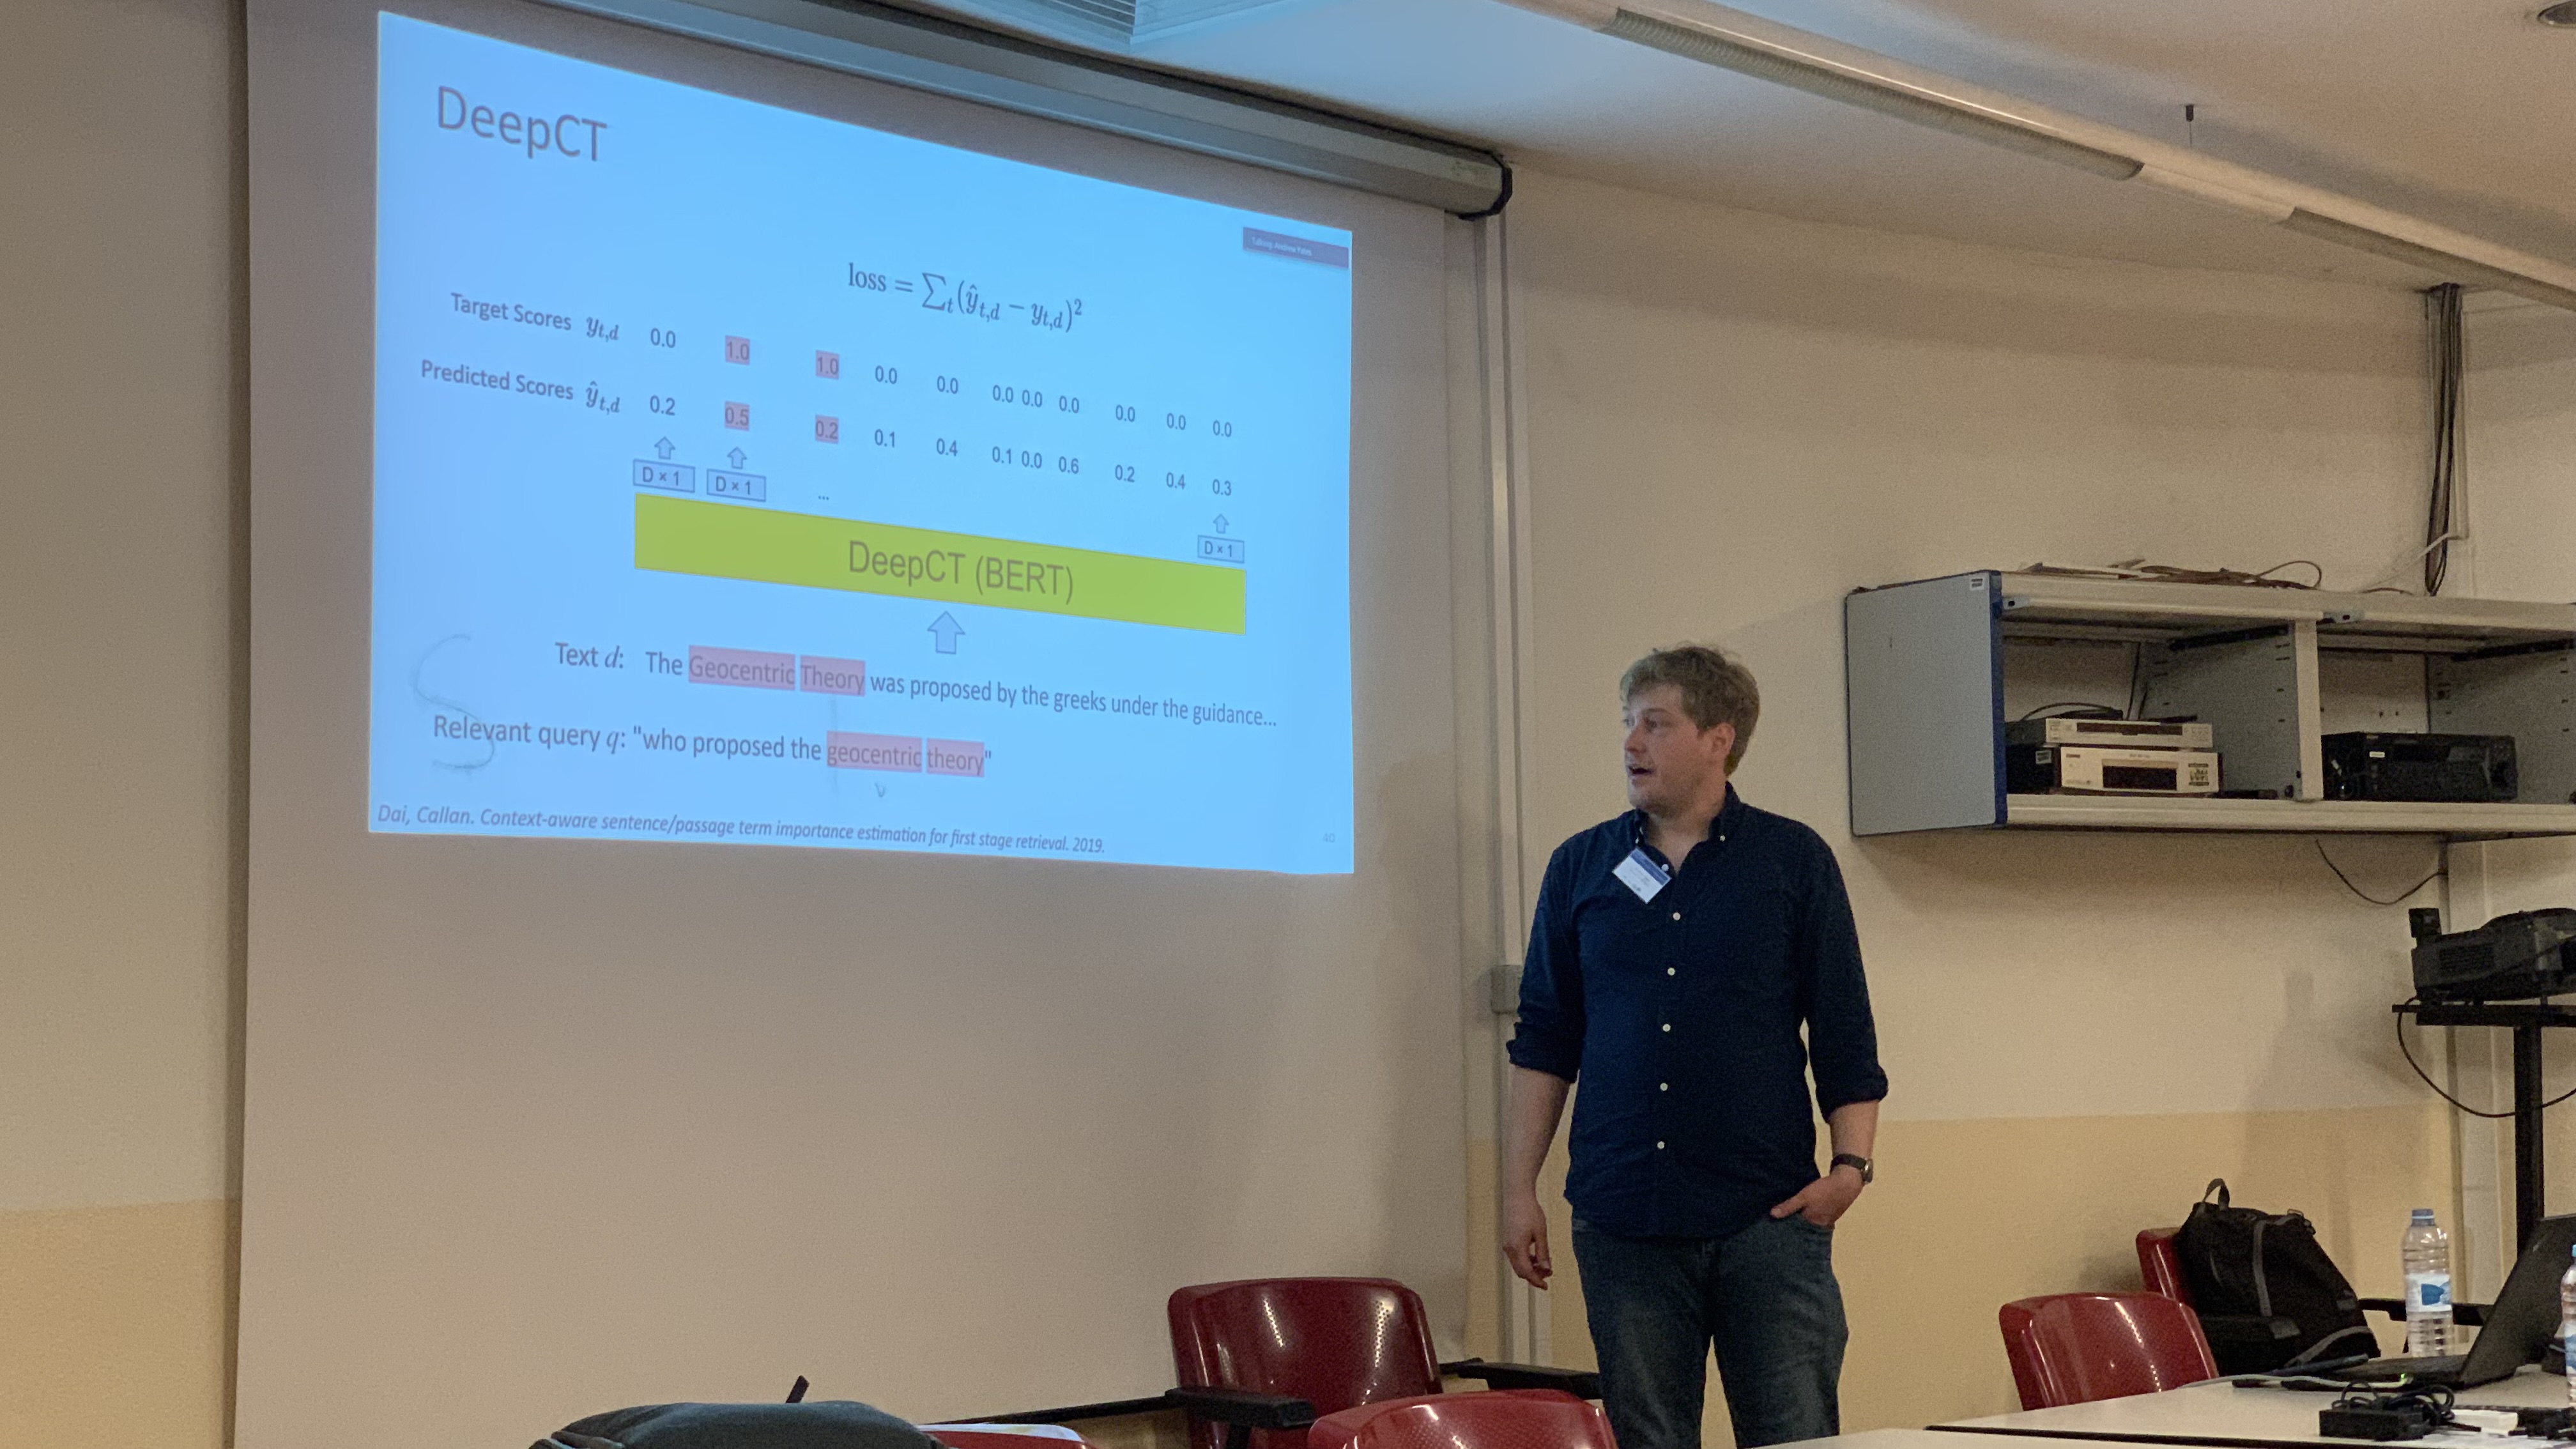 DeepCT
Talking: Andrew Yates
loss = ∑ₜ(ŷₜ,d − yₜ,d)²
Target Scores yₜ,d 0.0 1.0 1.0 0.0 0.0 0.0 0.0 0.0 0.0 0.0 0.0
Predicted Scores ŷₜ,d 0.2 0.5 0.2 0.1 0.4 0.1 0.0 0.6 0.2 0.4 0.3
D × 1 D × 1 ... D × 1
DeepCT (BERT)
Text d: The Geocentric Theory was proposed by the greeks under the guidance...
Relevant query q: "who proposed the geocentric theory"
Dai, Callan. Context-aware sentence/passage term importance estimation for first stage retrieval. 2019.
40